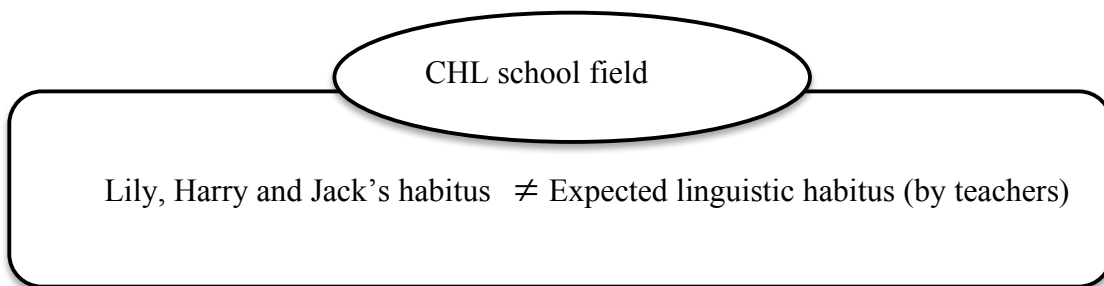 CHL school field
Lily, Harry and Jack’s habitus ≠ Expected linguistic habitus (by teachers)